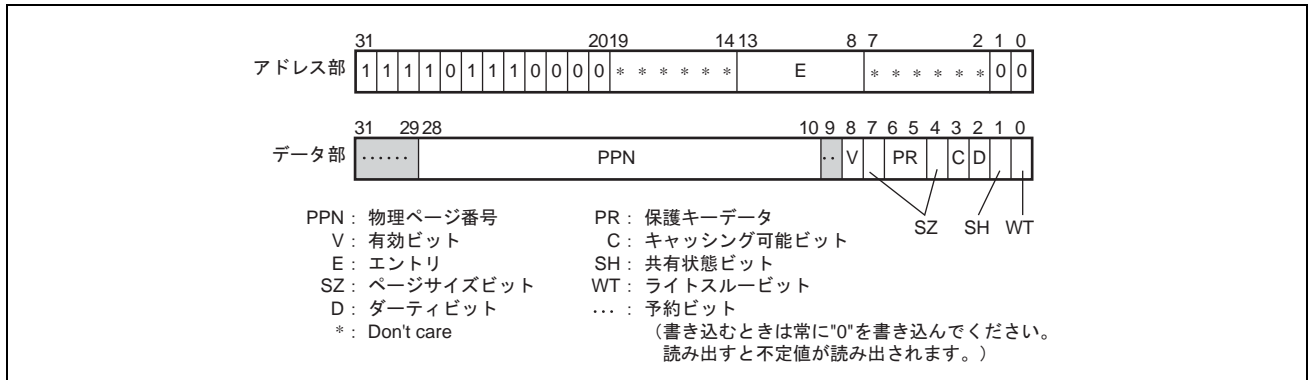 31 2019 14 13 8 7 2 1 0
アドレス部 1 1 1 1 0 1 1 1 0 0 0 0 * * * * * * E * * * * * * 0 0
31 29 28 10 9 8 7 6 5 4 3 2 1 0
データ部 ...... PPN .. V PR C D
SZ SH WT
PPN : 物理ページ番号 PR : 保護キーデータ
V : 有効ビット C : キャッシング可能ビット
E : エントリ SH : 共有状態ビット
SZ : ページサイズビット WT : ライトスルービット
D : ダーティビット ... : 予約ビット
* : Don't care (書き込むときは常に"0"を書き込んでください。
読み出すと不定値が読み出されます。)